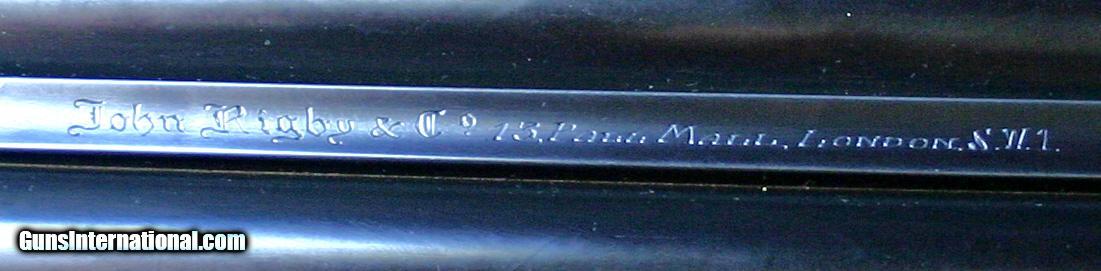 John Rigby & Cº 13, Pall Mall, London. S.W.1.
GunsInternational.com